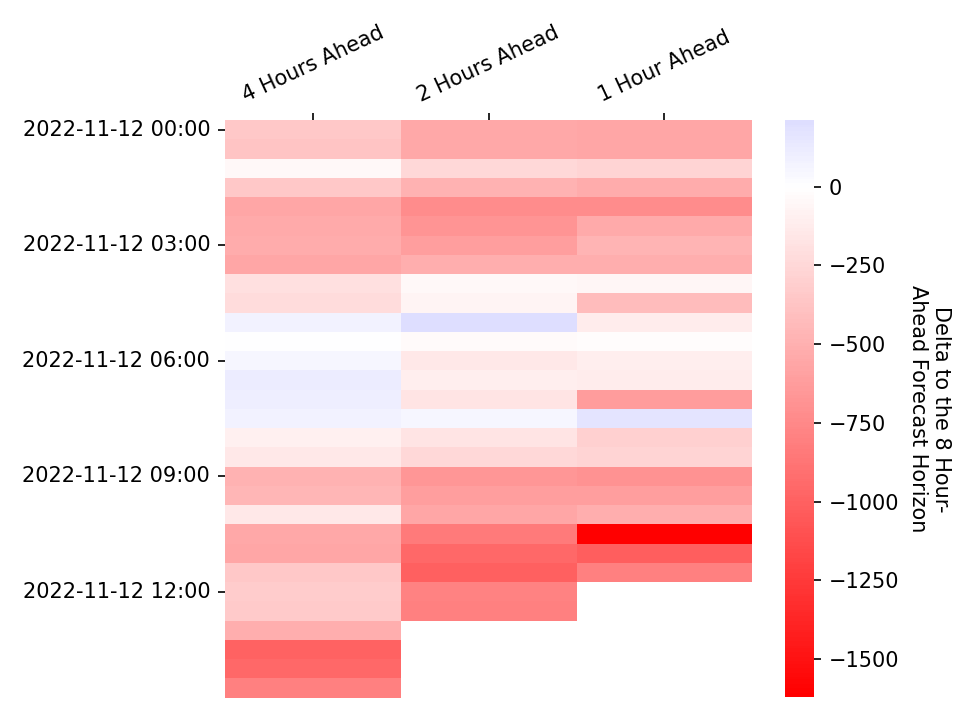 4 Hours Ahead
2 Hours Ahead
1 Hour Ahead
2022-11-12 00:00
2022-11-12 03:00
2022-11-12 06:00
2022-11-12 09:00
2022-11-12 12:00
0
−250
−500
−750
−1000
−1250
−1500
Delta to the 8 Hour-
Ahead Forecast Horizon